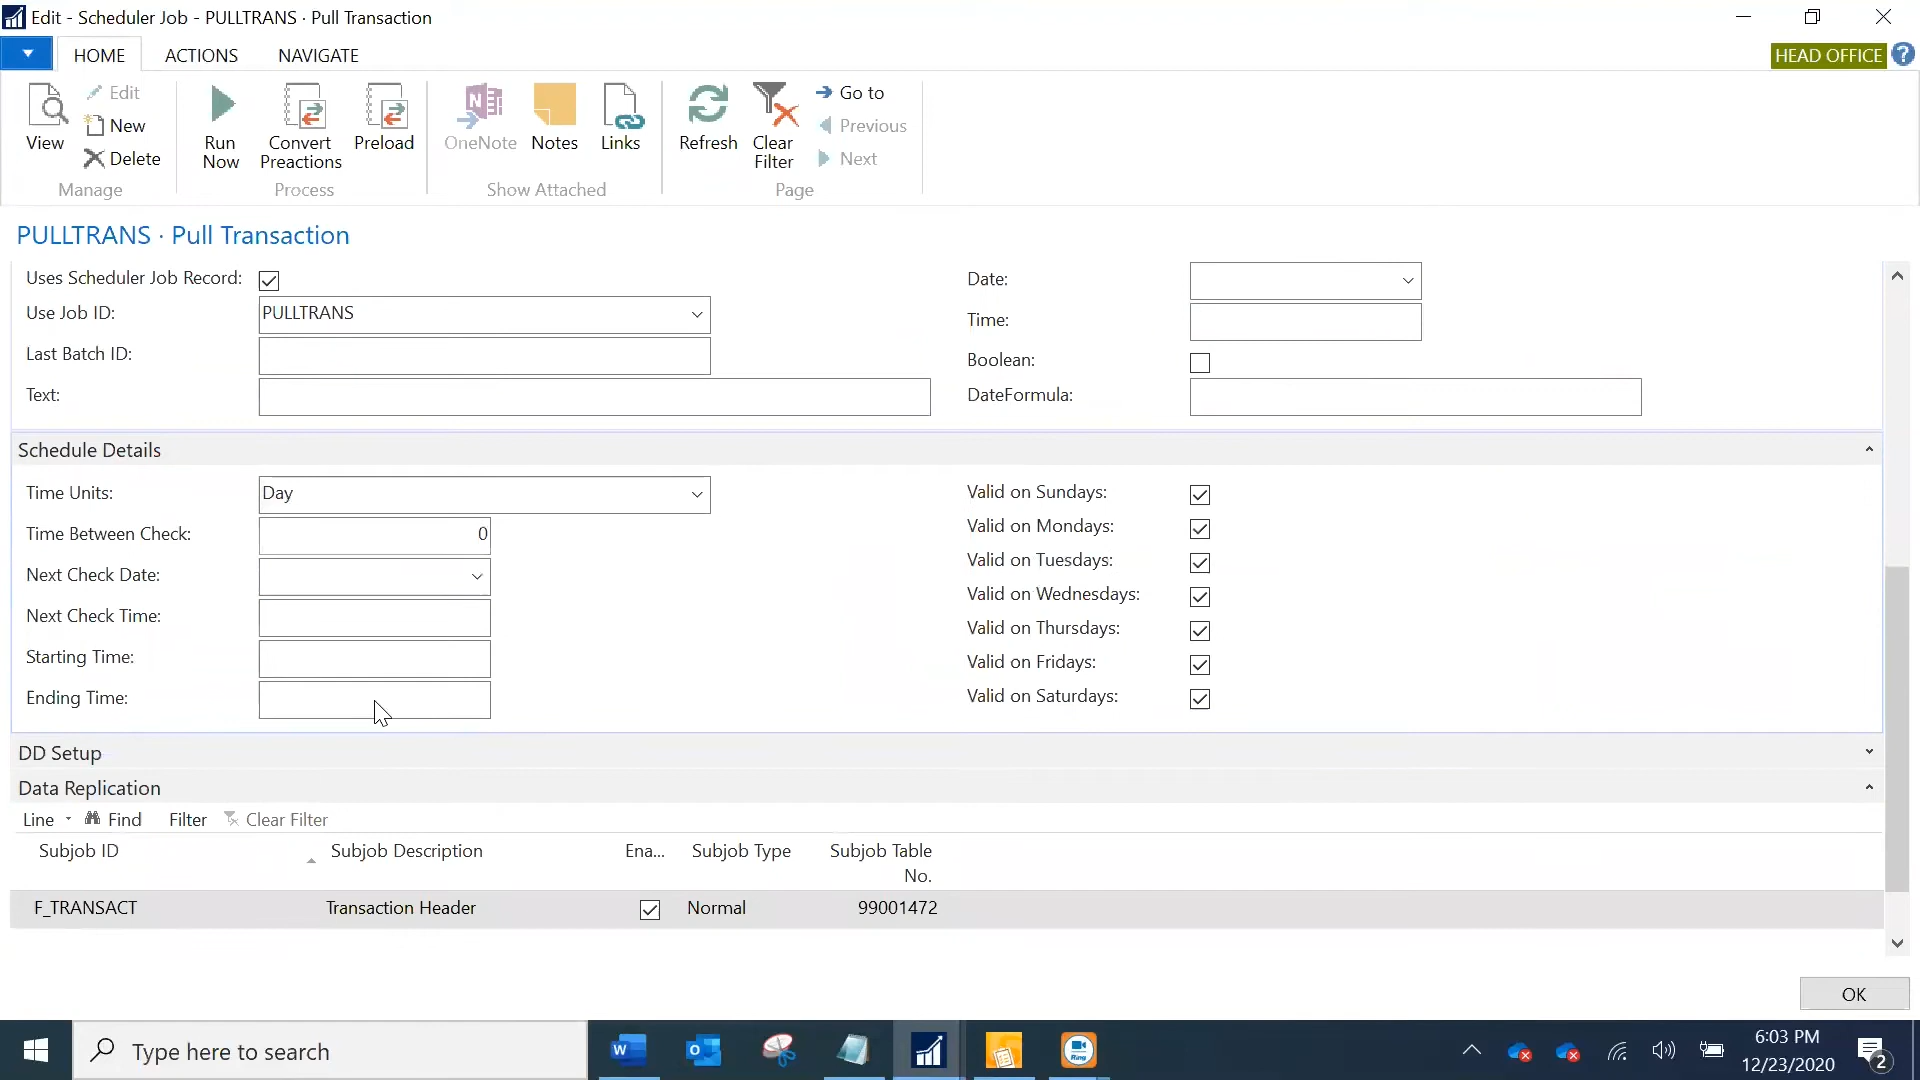 Edit - Scheduler Job - PULLTRANS · Pull Transaction
HOME ACTIONS NAVIGATE
HEAD OFFICE ?
View
Edit
New
Delete
Manage
Run Now
Convert Preactions
Preload
Process
OneNote
Notes
Links
Show Attached
Refresh
Clear Filter
Go to
Previous
Next
Page
PULLTRANS · Pull Transaction
Uses Scheduler Job Record:
Use Job ID: PULLTRANS
Last Batch ID:
Text:
Date:
Time:
Boolean:
DateFormula:
Schedule Details
Time Units: Day
Time Between Check: 0
Next Check Date:
Next Check Time:
Starting Time:
Ending Time:
Valid on Sundays:
Valid on Mondays:
Valid on Tuesdays:
Valid on Wednesdays:
Valid on Thursdays:
Valid on Fridays:
Valid on Saturdays:
DD Setup
Data Replication
Line Find Filter Clear Filter
Subjob ID Subjob Description Ena... Subjob Type Subjob Table No.
F_TRANSACT Transaction Header Normal 99001472
OK
Type here to search
6:03 PM
12/23/2020
2